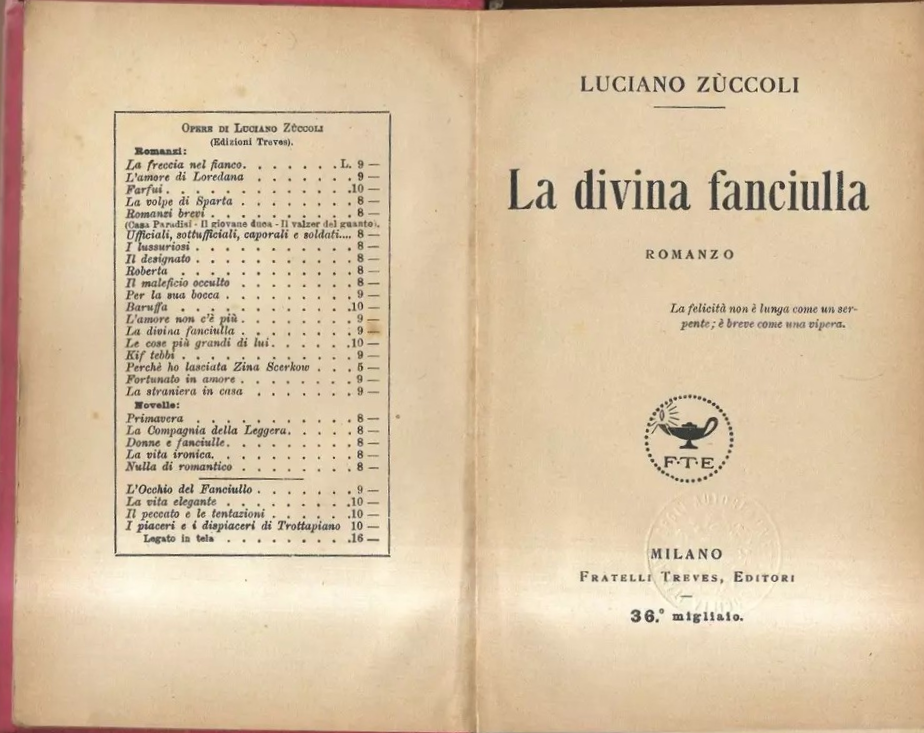 OPERE DI LUCIANO ZÙCCOLI
(Edizioni Treves).
Romanzi:
La freccia nel fianco. . . . . . . L. 9 —
L'amore di Loredana . . . . . . . 9 —
Farfui . . . . . . . . . . . . .10 —
La volpe di Sparta . . . . . . . . 8 —
Romanzi brevi . . . . . . . . . . 8 —
(Casa Paradisi - Il giovane duca - Il valzer del guanto).
Ufficiali, sottufficiali, caporali e soldati.... 8 —
I lussuriosi . . . . . . . . . . . 8 —
Il designato . . . . . . . . . . . 8 —
Roberta . . . . . . . . . . . . 8 —
Il maleficio occulto . . . . . . . . 8 —
Per la sua bocca . . . . . . . . . 9 —
Baruffa . . . . . . . . . . . . .10 —
L'amore non c'è più . . . . . . . . 9 —
La divina fanciulla . . . . . . . . 9 —
Le cose più grandi di lui. . . . . . .10 —
Kif tebbi . . . . . . . . . . . . 9 —
Perchè ho lasciata Zina Scerkow . . . 5 —
Fortunato in amore . . . . . . . . 9 —
La straniera in casa . . . . . . . 9 —
Novelle:
Primavera . . . . . . . . . . . 8 —
La Compagnia della Leggera. . . . . 8 —
Donne e fanciulle. . . . . . . . . 8 —
La vita ironica. . . . . . . . . . 8 —
Nulla di romantico . . . . . . . . 8 —
L'Occhio del Fanciullo . . . . . . . 9 —
La vita elegante . . . . . . . . .10 —
Il peccato e le tentazioni . . . . . .10 —
I piaceri e i dispiaceri di Trottapiano 10 —
Legato in tela . . . . . . . . .16 —
LUCIANO ZÙCCOLI
La divina fanciulla
ROMANZO
La felicità non è lunga come un ser-
pente; è breve come una vipera.
F·T·E
MILANO
FRATELLI TREVES, EDITORI
36.° migliaio.